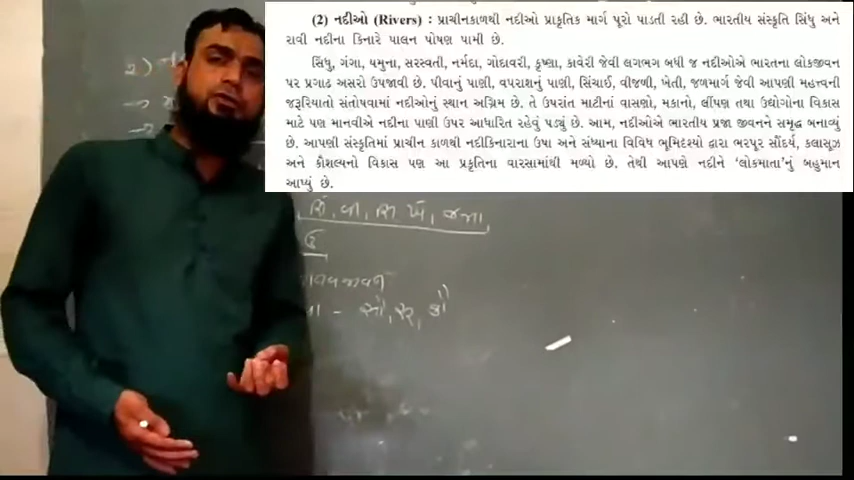 (2) નદીઓ (Rivers) : પ્રાચીનકાળથી નદીઓ પ્રાકૃતિક માર્ગ પૂરો પાડતી રહી છે. ભારતીય સંસ્કૃતિ સિંધુ અને
રાવી નદીના કિનારે પાલન પોષણ પામી છે.
સિંધુ, ગંગા, યમુના, સરસ્વતી, નર્મદા, ગોદાવરી, કૃષ્ણા, કાવેરી જેવી લગભગ બધી જ નદીઓએ ભારતના લોકજીવન
પર પ્રગાઢ અસરો ઉપજાવી છે. પીવાનું પાણી, વપરાશનું પાણી, સિંચાઈ, વીજળી, ખેતી, જળમાર્ગ જેવી આપણી મહત્ત્વની
જરૂરિયાતો સંતોષવામાં નદીઓનું સ્થાન અગ્રિમ છે. તે ઉપરાંત માટીનાં વાસણો, મકાનો, લીંપણ તથા ઉદ્યોગોના વિકાસ
માટે પણ માનવીએ નદીના પાણી ઉપર આધારિત રહેવું પડ્યું છે. આમ, નદીઓએ ભારતીય પ્રજા જીવનને સમૃદ્ધ બનાવ્યું
છે. આપણી સંસ્કૃતિમાં પ્રાચીન કાળથી નદીકિનારાના ઉષા અને સંધ્યાના વિવિધ ભૂમિદૃશ્યો દ્વારા ભરપૂર સૌંદર્ય, કલાસૂઝ
અને કૌશલ્યનો વિકાસ પણ આ પ્રકૃતિના વારસામાંથી મળ્યો છે. તેથી આપણે નદીને ‘લોકમાતા’નું બહુમાન
આપ્યું છે.
૨)